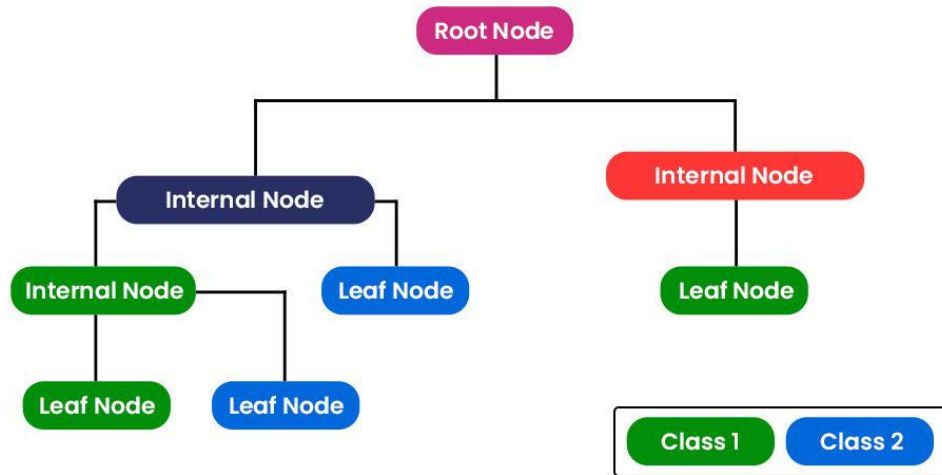 Root Node
Internal Node
Internal Node
Internal Node
Leaf Node
Leaf Node
Leaf Node
Leaf Node
Class 1
Class 2